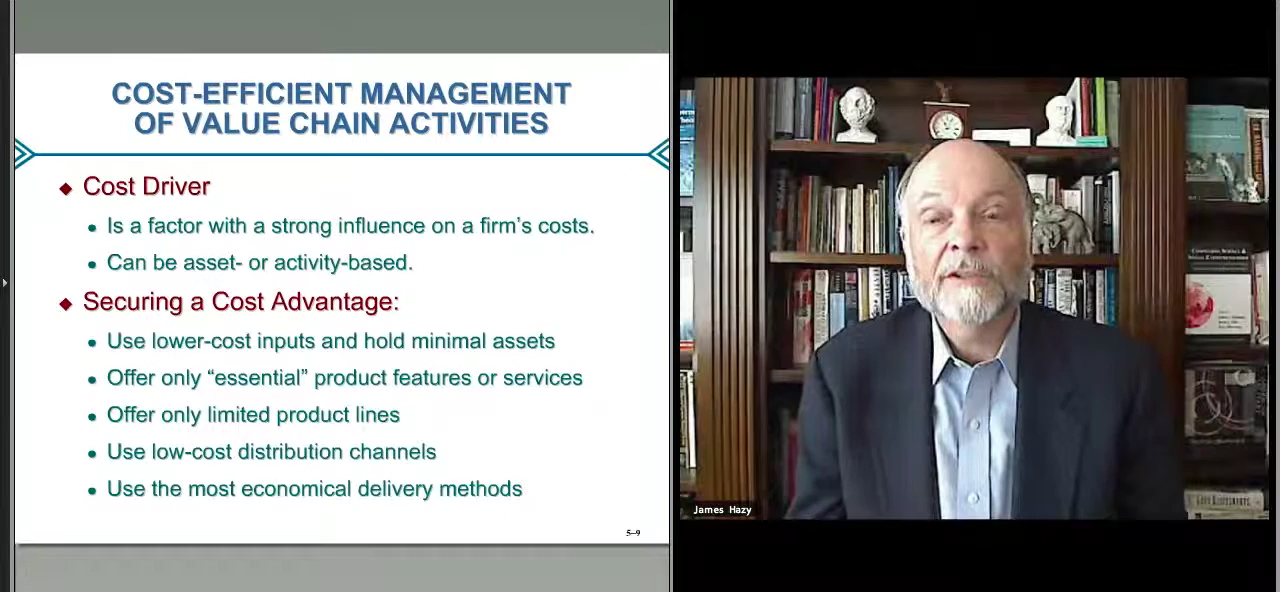 COST-EFFICIENT MANAGEMENT
OF VALUE CHAIN ACTIVITIES
Cost Driver
Is a factor with a strong influence on a firm’s costs.
Can be asset- or activity-based.
Securing a Cost Advantage:
Use lower-cost inputs and hold minimal assets
Offer only “essential” product features or services
Offer only limited product lines
Use low-cost distribution channels
Use the most economical delivery methods
5–9
James Hazy